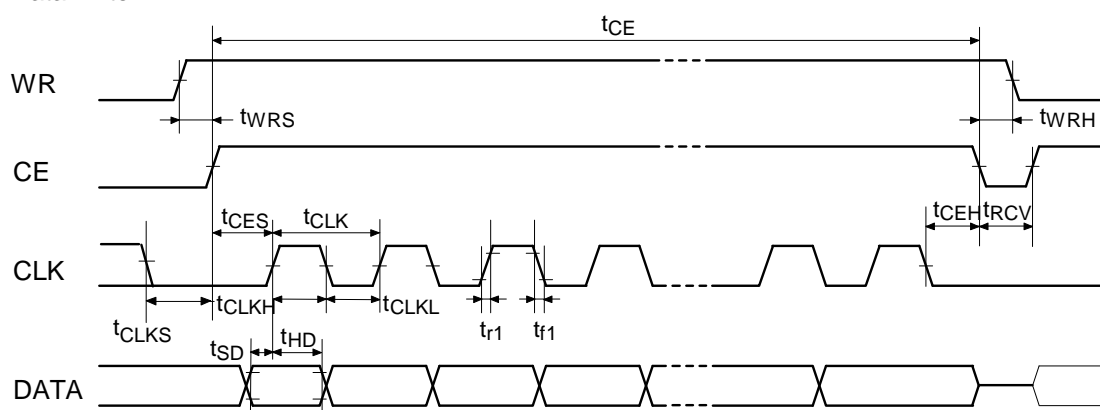 tCE
WR
tWRS
tWRH
CE
tCES
tCLK
tCEH
tRCV
CLK
tCLKH
tCLKL
tCLKS
tr1
tf1
tSD
tHD
DATA